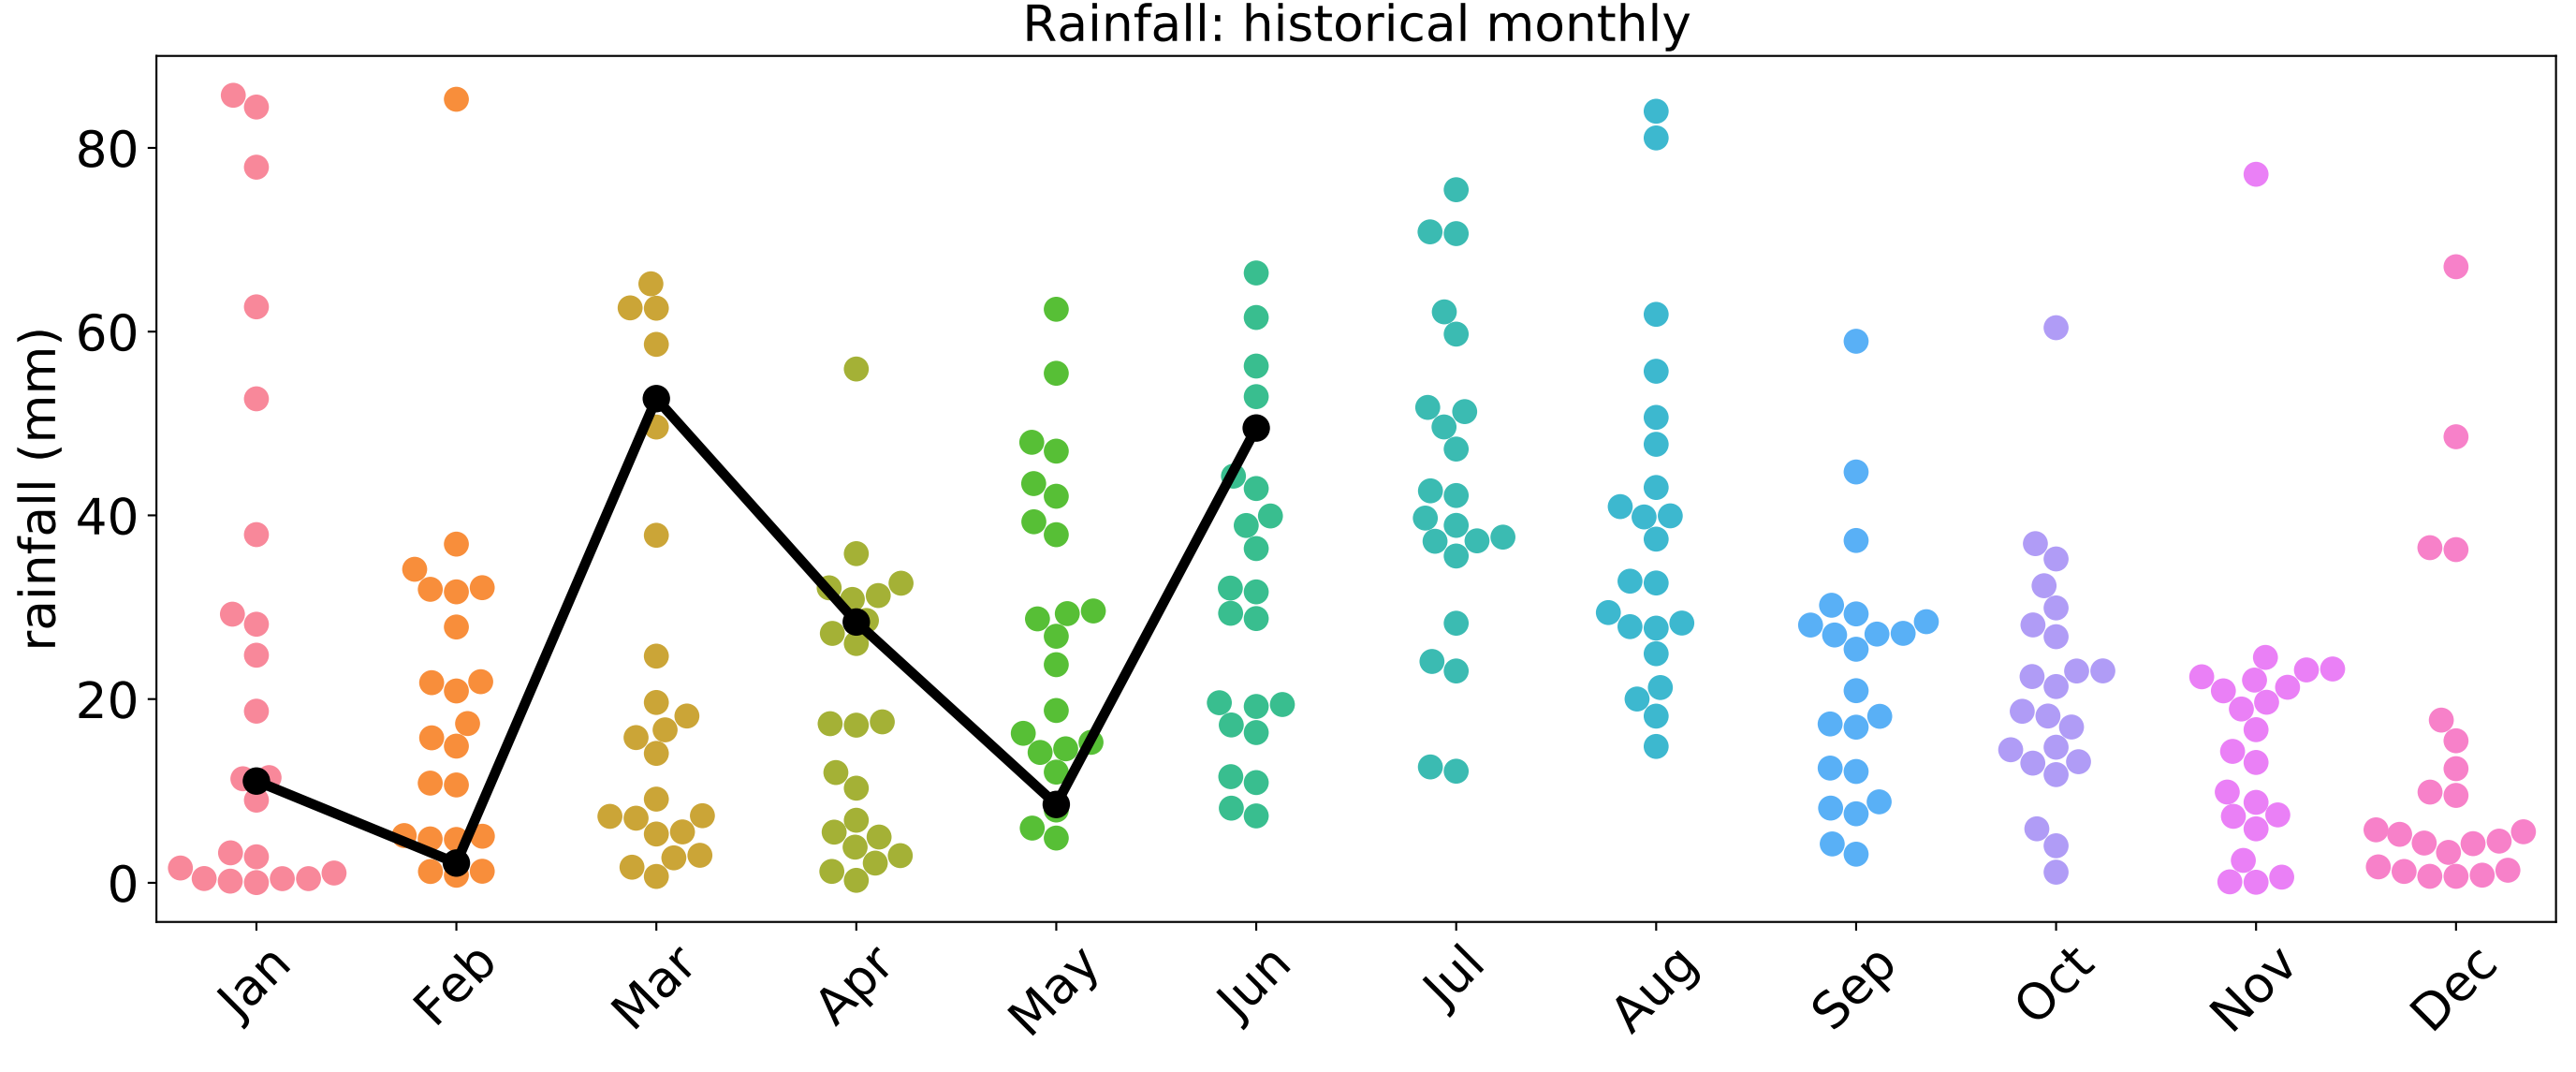 Rainfall: historical monthly
rainfall (mm)
80
60
40
20
0
Jan
Feb
Mar
Apr
May
Jun
Jul
Aug
Sep
Oct
Nov
Dec